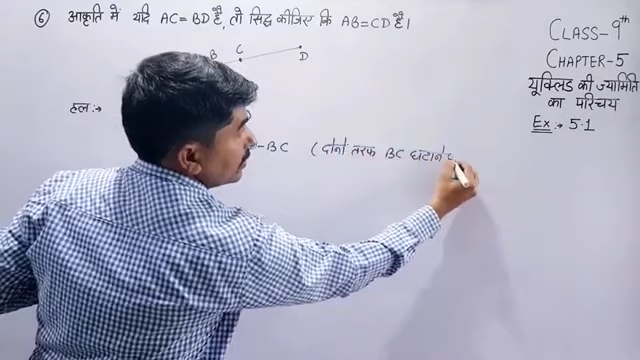 ⑥ आकृति में यदि AC = BD है, तो सिद्ध कीजिए कि AB = CD है।
B C D
हल:→
-BC (दोनों तरफ BC घटाने
CLASS-9th
CHAPTER-5
यूक्लिड की ज्यामिति
का परिचय
Ex:→ 5.1